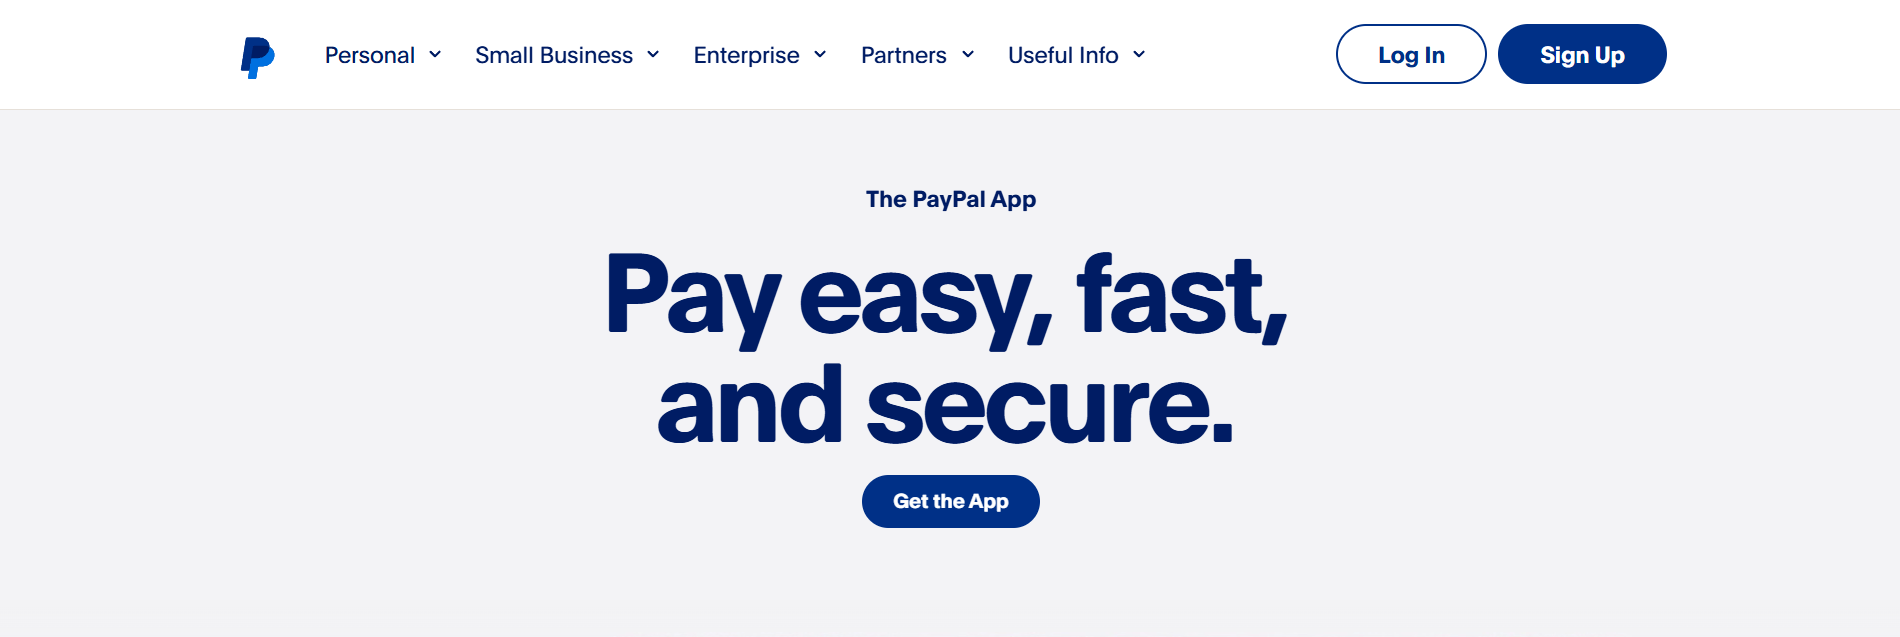 Personal
Small Business
Enterprise
Partners
Useful Info
Log In
Sign Up
The PayPal App
Pay easy, fast,
and secure.
Get the App